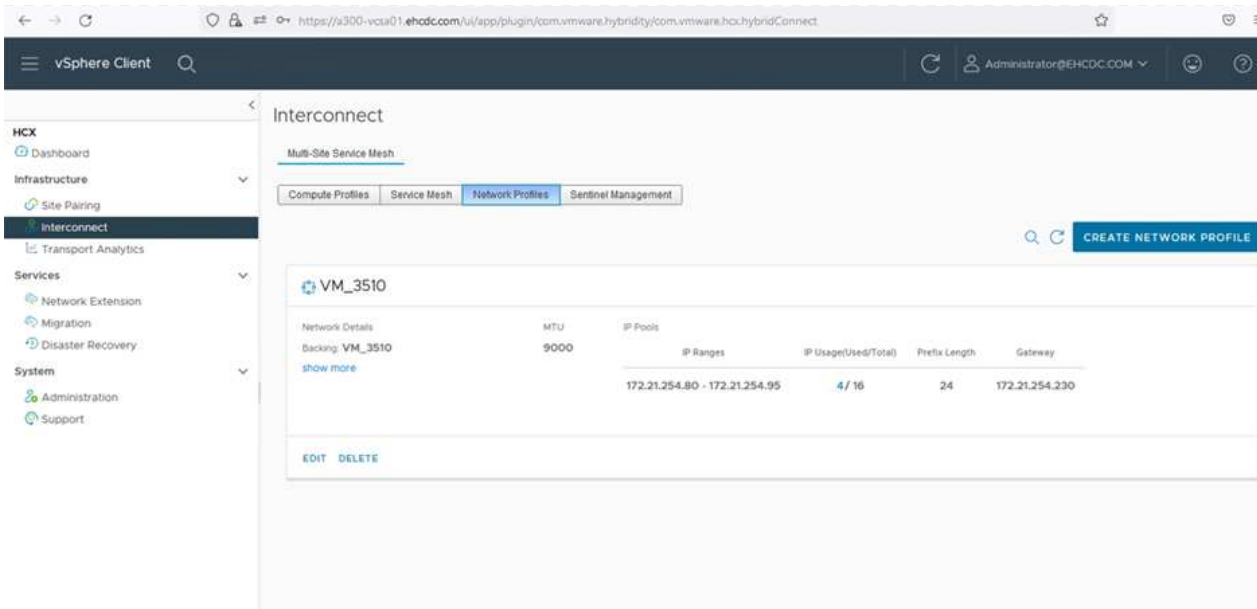 https://a300-vcsa01.ehcdc.com/ui/app/plugin/com.vmware.hybridity/com.vmware.hcx.hybridConnect
vSphere Client
Administrator@EHCDC.COM
HCX
Dashboard
Infrastructure
Site Pairing
Interconnect
Transport Analytics
Services
Network Extension
Migration
Disaster Recovery
System
Administration
Support
Interconnect
Multi-Site Service Mesh
Compute Profiles Service Mesh Network Profiles Sentinel Management
CREATE NETWORK PROFILE
VM_3510
Network Details MTU IP Pools
Backing: VM_3510 9000
show more
IP Ranges IP Usage(Used/Total) Prefix Length Gateway
172.21.254.80 - 172.21.254.95 4/ 16 24 172.21.254.230
EDIT DELETE